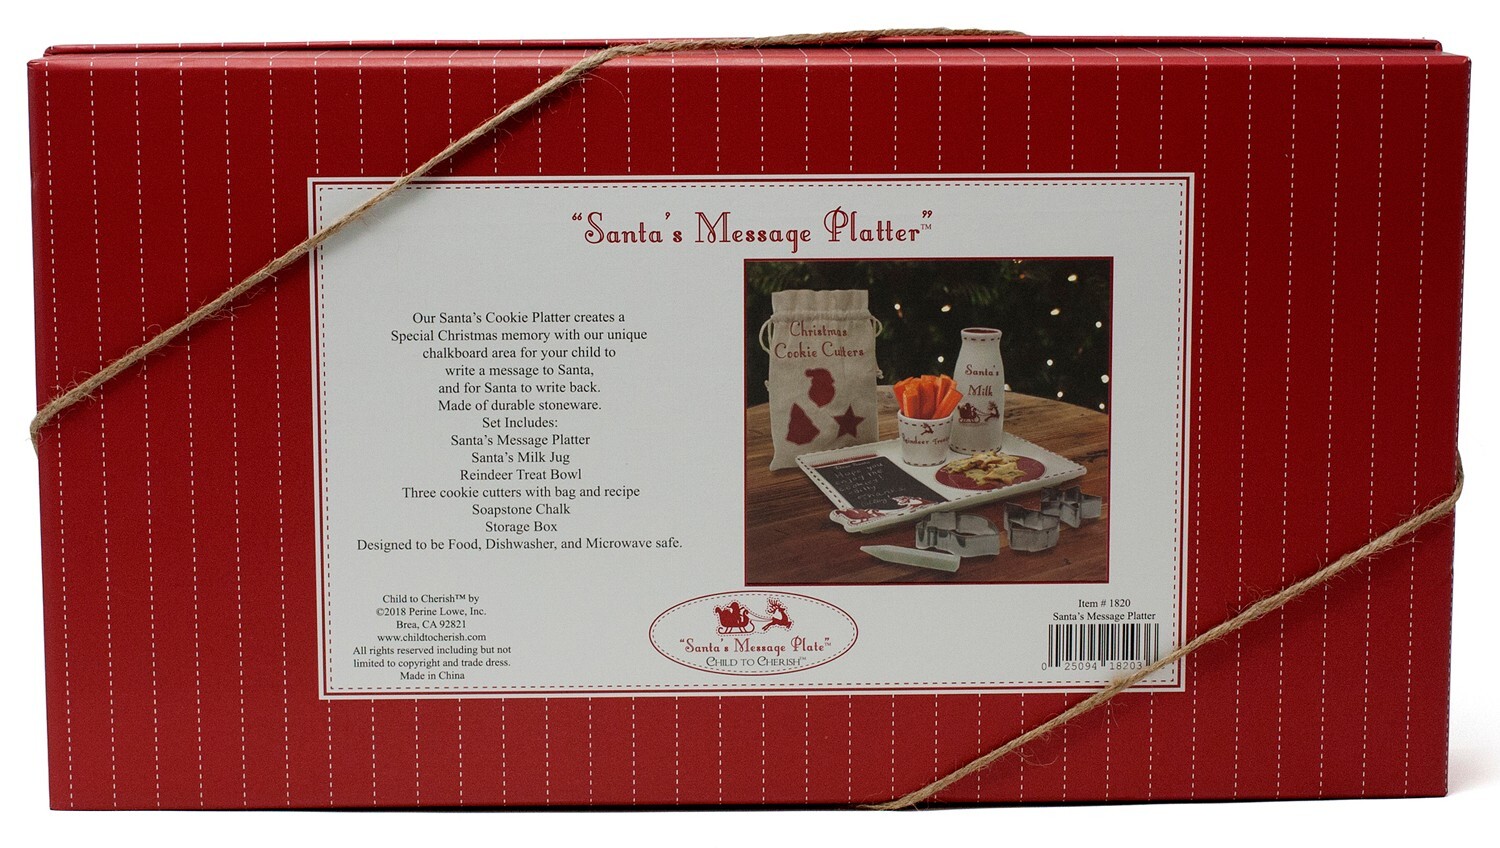 “Santa's Message Platter”™
Our Santa's Cookie Platter creates a
Special Christmas memory with our unique
chalkboard area for your child to
write a message to Santa,
and for Santa to write back.
Made of durable stoneware.
Set Includes:
Santa's Message Platter
Santa's Milk Jug
Reindeer Treat Bowl
Three cookie cutters with bag and recipe
Soapstone Chalk
Storage Box
Designed to be Food, Dishwasher, and Microwave safe.
Christmas
Cookie Cutters
Santa's
Milk
Reindeer
Child to Cherish™ by
©2018 Perine Lowe, Inc.
Brea, CA 92821
www.childtocherish.com
All rights reserved including but not
limited to copyright and trade dress.
Made in China
“Santa's Message Plate”™
CHILD TO CHERISH™
Item # 1820
Santa's Message Platter
0 25094 18203